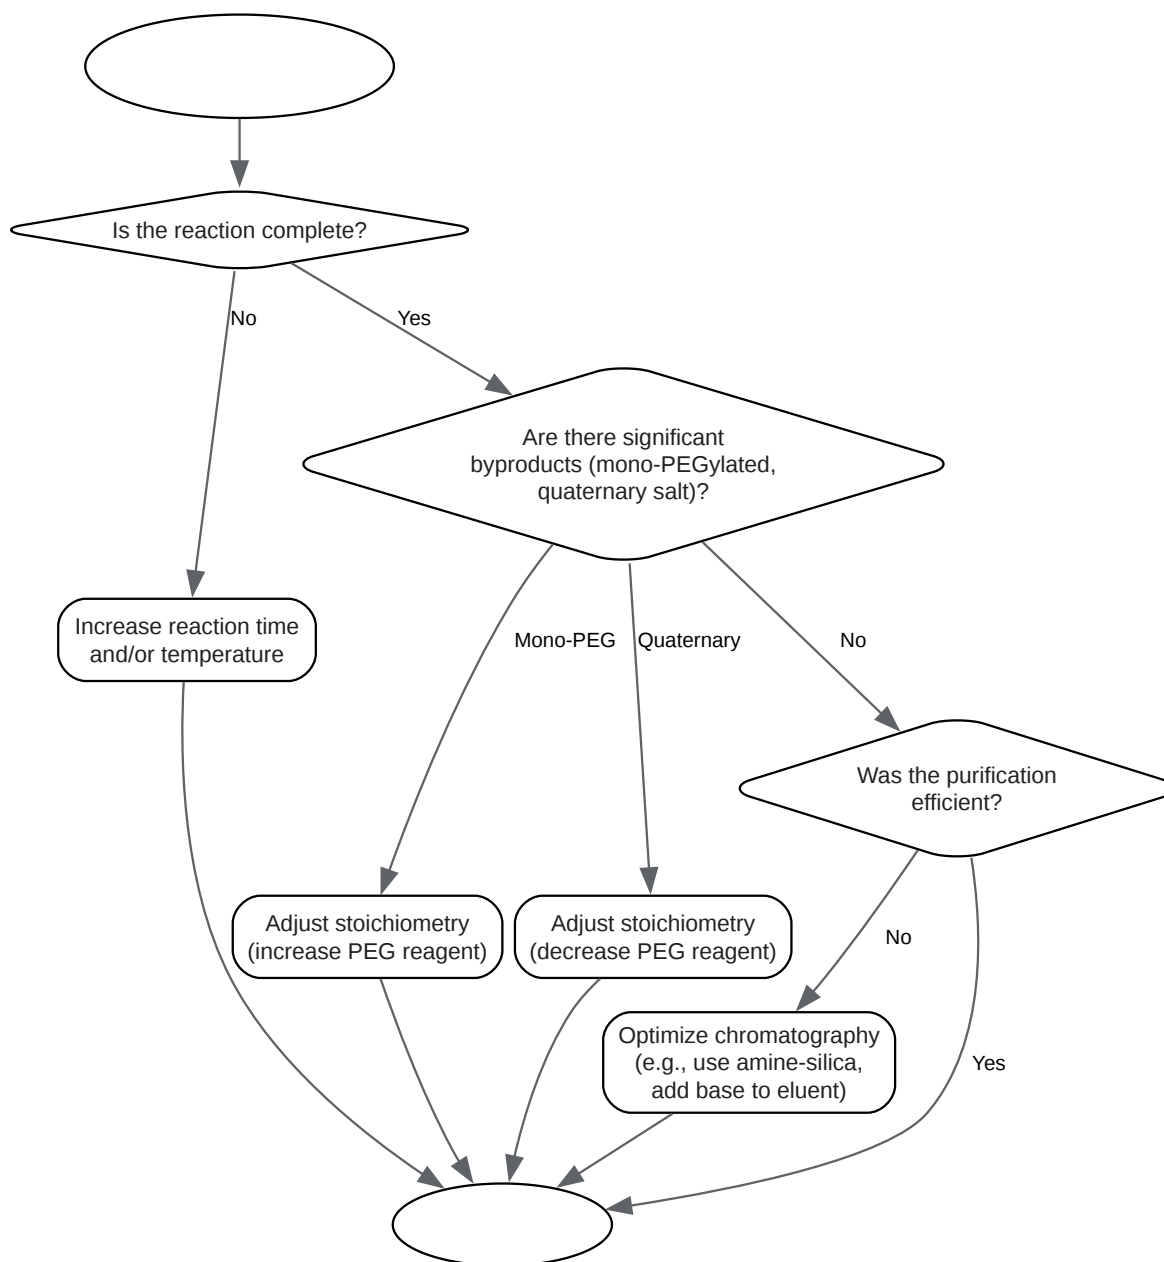 Is the reaction complete?
No
Yes
Are there significant
byproducts (mono-PEGylated,
quaternary salt)?
Increase reaction time
and/or temperature
Mono-PEG
Quaternary
No
Was the purification
efficient?
Adjust stoichiometry
(increase PEG reagent)
Adjust stoichiometry
(decrease PEG reagent)
No
Optimize chromatography
(e.g., use amine-silica,
add base to eluent)
Yes